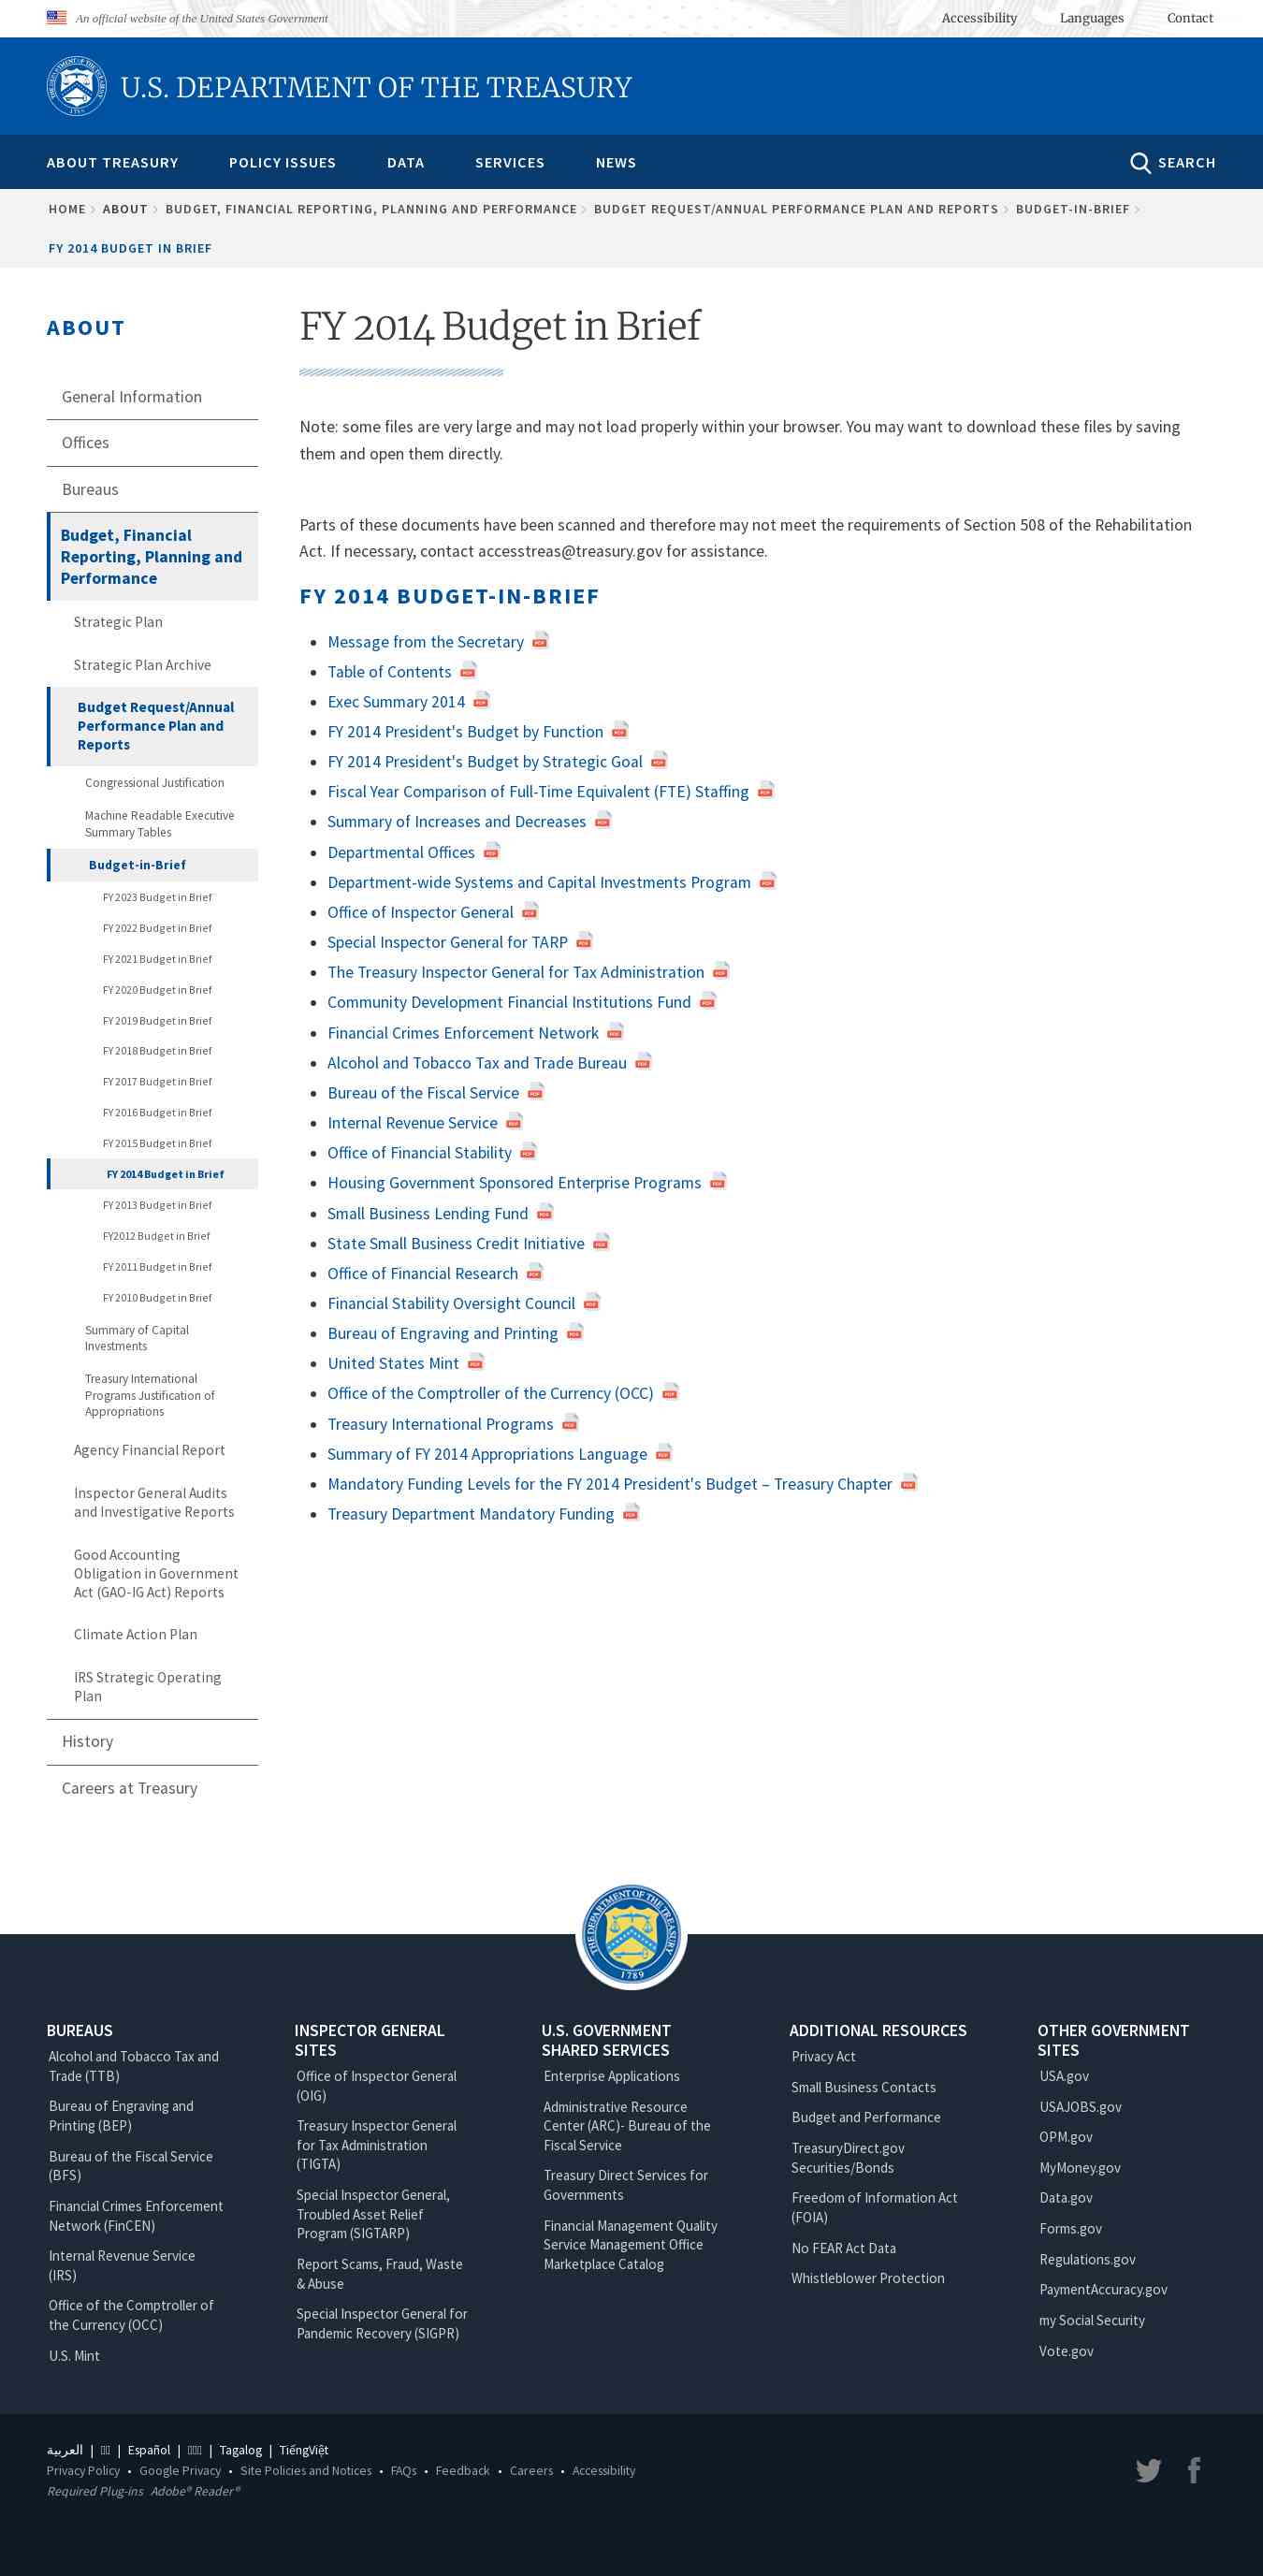 An official website of the United States Government
Accessibility
Languages
Contact
U.S. DEPARTMENT OF THE TREASURY
ABOUT TREASURY
POLICY ISSUES
DATA
SERVICES
NEWS
SEARCH
HOME
ABOUT
BUDGET, FINANCIAL REPORTING, PLANNING AND PERFORMANCE
BUDGET REQUEST/ANNUAL PERFORMANCE PLAN AND REPORTS
BUDGET-IN-BRIEF
FY 2014 BUDGET IN BRIEF
ABOUT
General Information
Offices
Bureaus
Budget, Financial
Reporting, Planning and
Performance
Strategic Plan
Strategic Plan Archive
Budget Request/Annual
Performance Plan and
Reports
Congressional Justification
Machine Readable Executive
Summary Tables
Budget-in-Brief
FY 2023 Budget in Brief
FY 2022 Budget in Brief
FY 2021 Budget in Brief
FY 2020 Budget in Brief
FY 2019 Budget in Brief
FY 2018 Budget in Brief
FY 2017 Budget in Brief
FY 2016 Budget in Brief
FY 2015 Budget in Brief
FY 2014 Budget in Brief
FY 2013 Budget in Brief
FY2012 Budget in Brief
FY 2011 Budget in Brief
FY 2010 Budget in Brief
Summary of Capital
Investments
Treasury International
Programs Justification of
Appropriations
Agency Financial Report
Inspector General Audits
and Investigative Reports
Good Accounting
Obligation in Government
Act (GAO-IG Act) Reports
Climate Action Plan
IRS Strategic Operating
Plan
History
Careers at Treasury
FY 2014 Budget in Brief
Note: some files are very large and may not load properly within your browser. You may want to download these files by saving
them and open them directly.
Parts of these documents have been scanned and therefore may not meet the requirements of Section 508 of the Rehabilitation
Act. If necessary, contact accesstreas@treasury.gov for assistance.
FY 2014 BUDGET-IN-BRIEF
Message from the Secretary
Table of Contents
Exec Summary 2014
FY 2014 President's Budget by Function
FY 2014 President's Budget by Strategic Goal
Fiscal Year Comparison of Full-Time Equivalent (FTE) Staffing
Summary of Increases and Decreases
Departmental Offices
Department-wide Systems and Capital Investments Program
Office of Inspector General
Special Inspector General for TARP
The Treasury Inspector General for Tax Administration
Community Development Financial Institutions Fund
Financial Crimes Enforcement Network
Alcohol and Tobacco Tax and Trade Bureau
Bureau of the Fiscal Service
Internal Revenue Service
Office of Financial Stability
Housing Government Sponsored Enterprise Programs
Small Business Lending Fund
State Small Business Credit Initiative
Office of Financial Research
Financial Stability Oversight Council
Bureau of Engraving and Printing
United States Mint
Office of the Comptroller of the Currency (OCC)
Treasury International Programs
Summary of FY 2014 Appropriations Language
Mandatory Funding Levels for the FY 2014 President's Budget – Treasury Chapter
Treasury Department Mandatory Funding
THE DEPARTMENT OF THE TREASURY
1789
BUREAUS
Alcohol and Tobacco Tax and
Trade (TTB)
Bureau of Engraving and
Printing (BEP)
Bureau of the Fiscal Service
(BFS)
Financial Crimes Enforcement
Network (FinCEN)
Internal Revenue Service
(IRS)
Office of the Comptroller of
the Currency (OCC)
U.S. Mint
INSPECTOR GENERAL
SITES
Office of Inspector General
(OIG)
Treasury Inspector General
for Tax Administration
(TIGTA)
Special Inspector General,
Troubled Asset Relief
Program (SIGTARP)
Report Scams, Fraud, Waste
& Abuse
Special Inspector General for
Pandemic Recovery (SIGPR)
U.S. GOVERNMENT
SHARED SERVICES
Enterprise Applications
Administrative Resource
Center (ARC)- Bureau of the
Fiscal Service
Treasury Direct Services for
Governments
Financial Management Quality
Service Management Office
Marketplace Catalog
ADDITIONAL RESOURCES
Privacy Act
Small Business Contacts
Budget and Performance
TreasuryDirect.gov
Securities/Bonds
Freedom of Information Act
(FOIA)
No FEAR Act Data
Whistleblower Protection
OTHER GOVERNMENT
SITES
USA.gov
USAJOBS.gov
OPM.gov
MyMoney.gov
Data.gov
Forms.gov
Regulations.gov
PaymentAccuracy.gov
my Social Security
Vote.gov
العربية | | Español | | Tagalog | TiếngViệt
Privacy Policy • Google Privacy • Site Policies and Notices • FAQs • Feedback • Careers • Accessibility
Required Plug-ins Adobe® Reader®